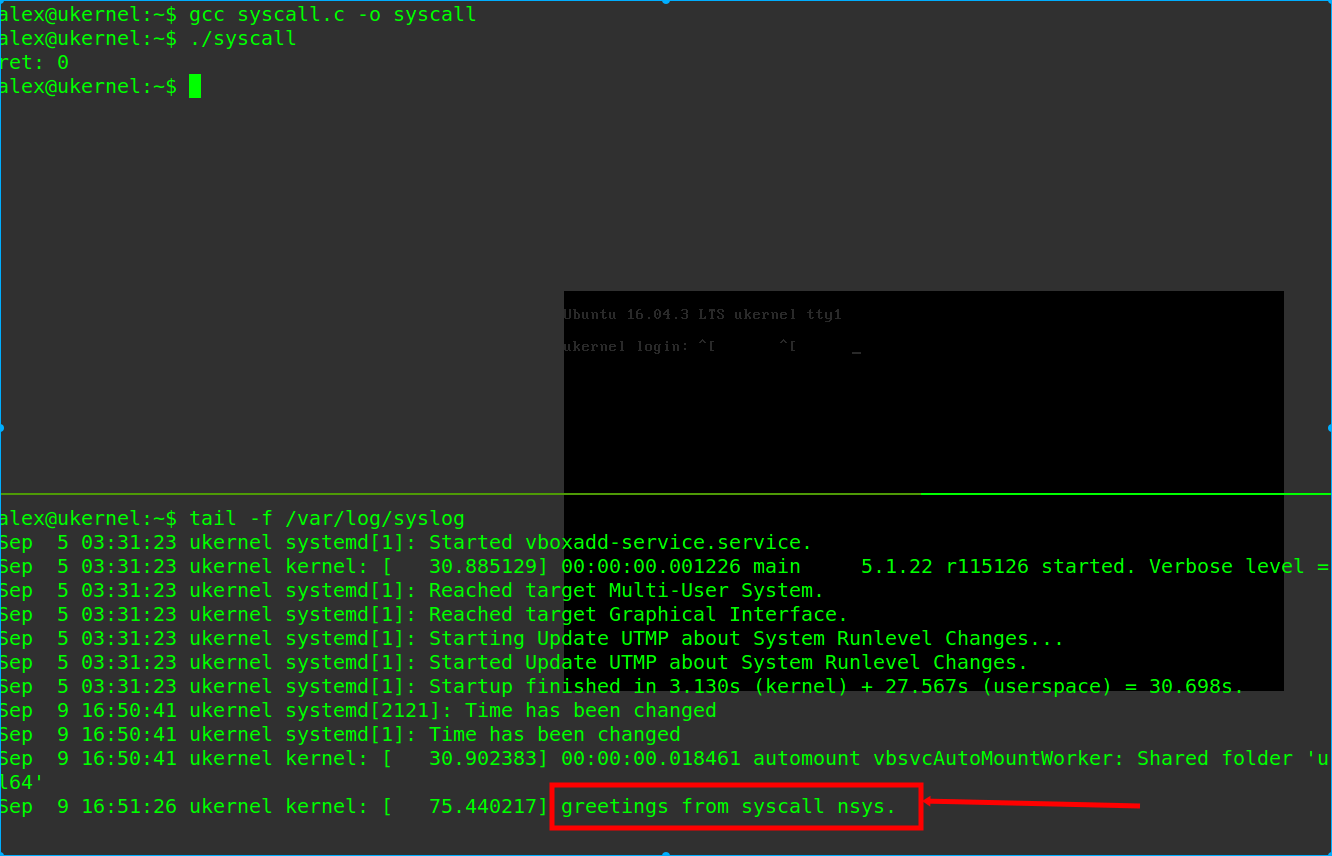 alex@ukernel:~$ gcc syscall.c -o syscall
alex@ukernel:~$ ./syscall
ret: 0
alex@ukernel:~$
Ubuntu 16.04.3 LTS ukernel tty1
ukernel login: ^[ ^[ _
alex@ukernel:~$ tail -f /var/log/syslog
Sep  5 03:31:23 ukernel systemd[1]: Started vboxadd-service.service.
Sep  5 03:31:23 ukernel kernel: [   30.885129] 00:00:00.001226 main     5.1.22 r115126 started. Verbose level =
Sep  5 03:31:23 ukernel systemd[1]: Reached target Multi-User System.
Sep  5 03:31:23 ukernel systemd[1]: Reached target Graphical Interface.
Sep  5 03:31:23 ukernel systemd[1]: Starting Update UTMP about System Runlevel Changes...
Sep  5 03:31:23 ukernel systemd[1]: Started Update UTMP about System Runlevel Changes.
Sep  5 03:31:23 ukernel systemd[1]: Startup finished in 3.130s (kernel) + 27.567s (userspace) = 30.698s.
Sep  9 16:50:41 ukernel systemd[2121]: Time has been changed
Sep  9 16:50:41 ukernel systemd[1]: Time has been changed
Sep  9 16:50:41 ukernel kernel: [   30.902383] 00:00:00.018461 automount vbsvcAutoMountWorker: Shared folder 'u
l64'
Sep  9 16:51:26 ukernel kernel: [   75.440217] greetings from syscall nsys.